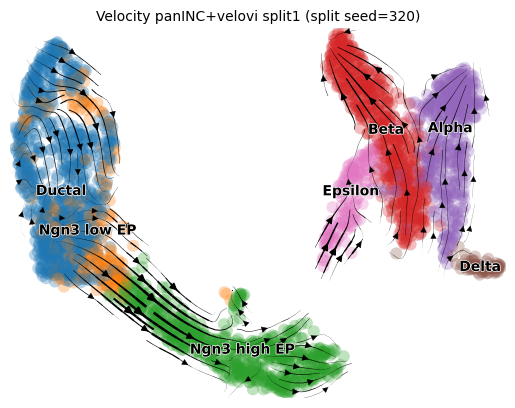 Velocity panINC+velovi split1 (split seed=320)
Beta
Alpha
Ductal
Epsilon
Ngn3 low EP
Delta
Ngn3 high EP